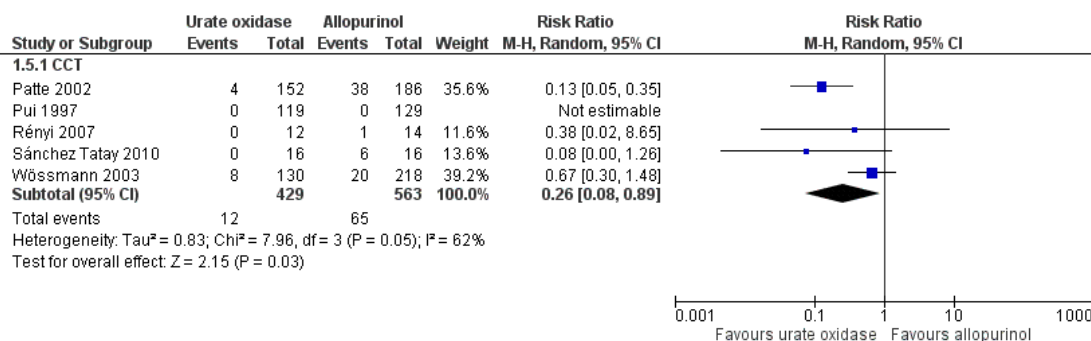 Urate oxidase Allopurinol Risk Ratio Risk Ratio
Study or Subgroup Events Total Events Total Weight M-H, Random, 95% CI M-H, Random, 95% CI
1.5.1 CCT
Patte 2002 4 152 38 186 35.6% 0.13 [0.05, 0.35]
Pui 1997 0 119 0 129 Not estimable
Rényi 2007 0 12 1 14 11.6% 0.38 [0.02, 8.65]
Sánchez Tatay 2010 0 16 6 16 13.6% 0.08 [0.00, 1.26]
Wössmann 2003 8 130 20 218 39.2% 0.67 [0.30, 1.48]
Subtotal (95% CI) 429 563 100.0% 0.26 [0.08, 0.89]
Total events 12 65
Heterogeneity: Tau² = 0.83; Chi² = 7.96, df = 3 (P = 0.05); I² = 62%
Test for overall effect: Z = 2.15 (P = 0.03)
0.001 0.1 1 10 1000
Favours urate oxidase Favours allopurinol